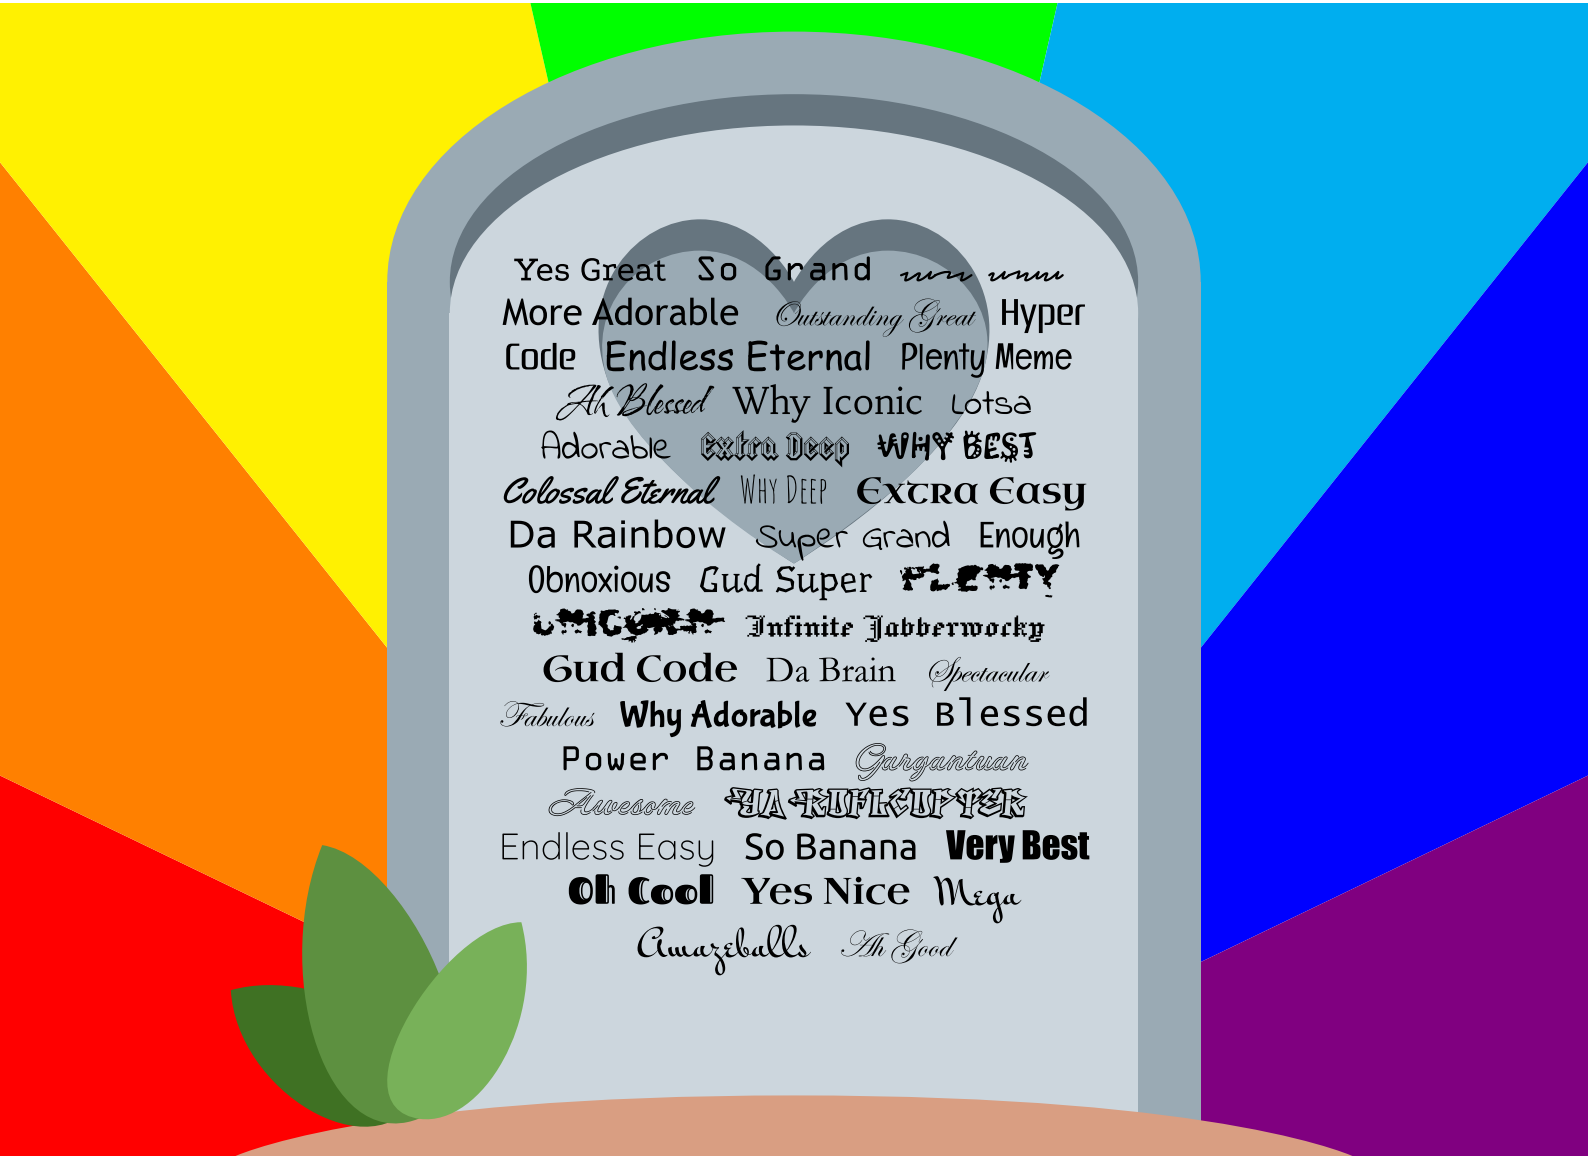 Yes Great So Grand
More Adorable Outstanding Great Hyper
Code Endless Eternal Plenty Meme
Ah Blessed Why Iconic Lotsa
Adorable Extra Deep WHY BEST
Colossal Eternal Why Deep Extra Easy
Da Rainbow Super Grand Enough
Obnoxious Gud Super PLENTY
UNICORN Infinite Jabberwocky
Gud Code Da Brain Spectacular
Fabulous Why Adorable Yes Blessed
Power Banana Gargantuan
Awesome YA ROFLCOPTER
Endless Easy So Banana Very Best
Oh Cool Yes Nice Mega
Amazeballs Ah Good